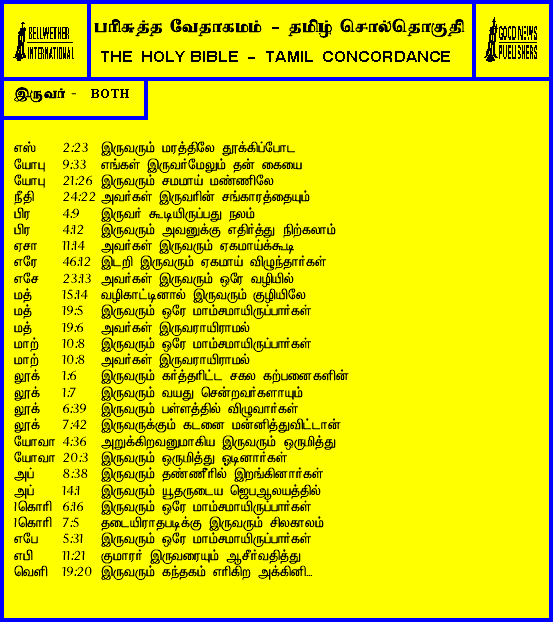 BELLWETHER
INTERNATIONAL
பரிசுத்த வேதாகமம் - தமிழ் சொல்தொகுதி
THE HOLY BIBLE - TAMIL CONCORDANCE
GOOD NEWS
PUBLISHERS
இருவர் - BOTH
எஸ் 2:23 இருவரும் மரத்திலே தூக்கிப்போட
யோபு 9:33 எங்கள் இருவர்மேலும் தன் கையை
யோபு 21:26 இருவரும் சமமாய் மண்ணிலே
நீதி 24:22 அவர்கள் இருவரின் சங்காரத்தையும்
பிர 4:9 இருவர் கூடியிருப்பது நலம்
பிர 4:12 இருவரும் அவனுக்கு எதிர்த்து நிற்கலாம்
ஏசா 11:14 அவர்கள் இருவரும் ஏகமாய்க்கூடி
எரே 46:12 இடறி இருவரும் ஏகமாய் விழுந்தார்கள்
எசே 23:13 அவர்கள் இருவரும் ஒரே வழியில்
மத் 15:14 வழிகாட்டினால் இருவரும் குழியிலே
மத் 19:5 இருவரும் ஒரே மாம்சமாயிருப்பார்கள்
மத் 19:6 அவர்கள் இருவராயிராமல்
மாற் 10:8 இருவரும் ஒரே மாம்சமாயிருப்பார்கள்
மாற் 10:8 அவர்கள் இருவராயிராமல்
லூக் 1:6 இருவரும் கர்த்தரிட்ட சகல கற்பனைகளின்
லூக் 1:7 இருவரும் வயது சென்றவர்களாயும்
லூக் 6:39 இருவரும் பள்ளத்தில் விழுவார்கள்
லூக் 7:42 இருவருக்கும் கடனை மன்னித்துவிட்டான்
யோவா 4:36 அறுக்கிறவனுமாகிய இருவரும் ஒருமித்து
யோவா 20:3 இருவரும் ஒருமித்து ஓடினார்கள்
அப் 8:38 இருவரும் தண்ணீரில் இறங்கினார்கள்
அப் 14:1 இருவரும் யூதருடைய ஜெபஆலயத்தில்
1கொரி 6:16 இருவரும் ஒரே மாம்சமாயிருப்பார்கள்
1கொரி 7:5 தடையிராதபடிக்கு இருவரும் சிலகாலம்
எபே 5:31 இருவரும் ஒரே மாம்சமாயிருப்பார்கள்
எபி 11:21 குமாரர் இருவரையும் ஆசீர்வதித்து
வெளி 19:20 இருவரும் கந்தகம் எரிகிற அக்கினி...